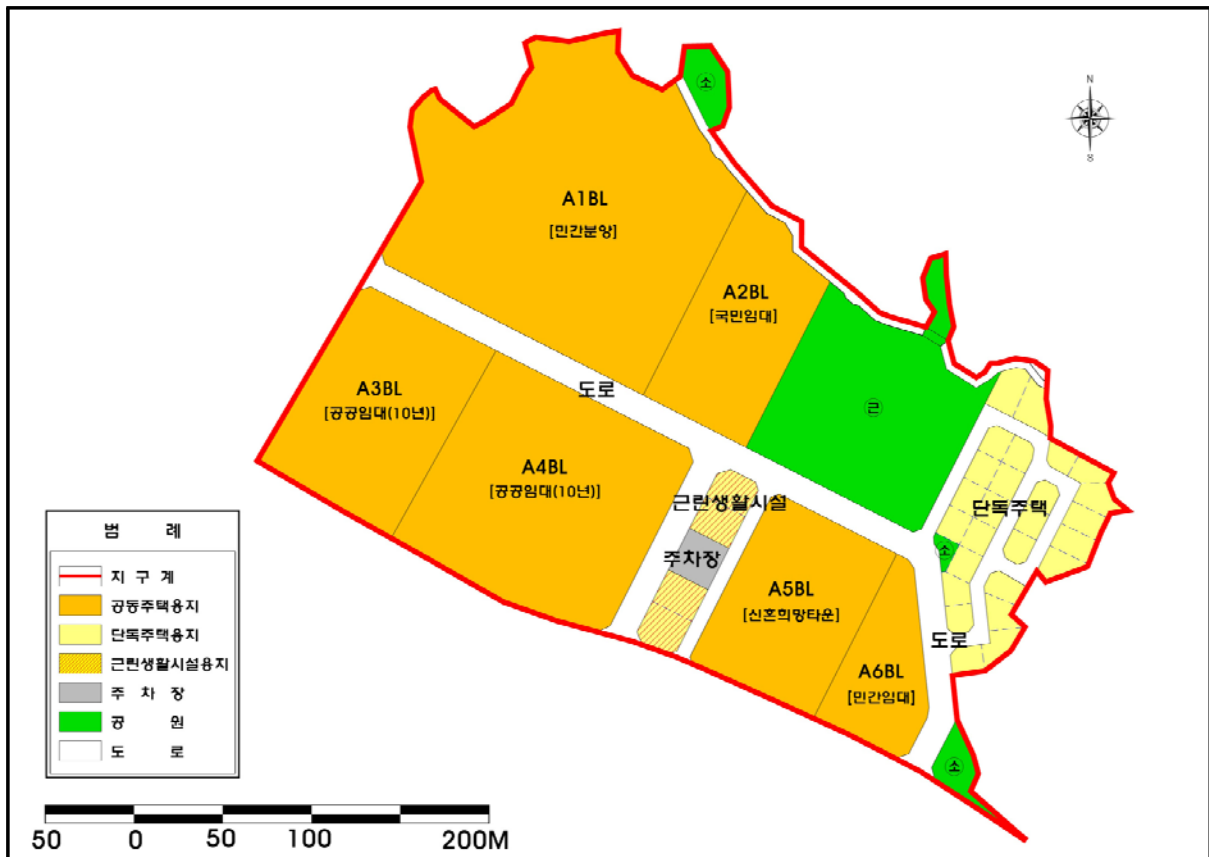 소
N
S
A1BL
[민간분양]
A2BL
[국민임대]
근
도로
A3BL
[공공임대(10년)]
A4BL
[공공임대(10년)]
근린생활시설
주차장
단독주택
소
A5BL
[신혼희망타운]
도로
A6BL
[민간임대]
소
범 례
지 구 계
공동주택용지
단독주택용지
근린생활시설용지
주 차 장
공 원
도 로
50 0 50 100 200M